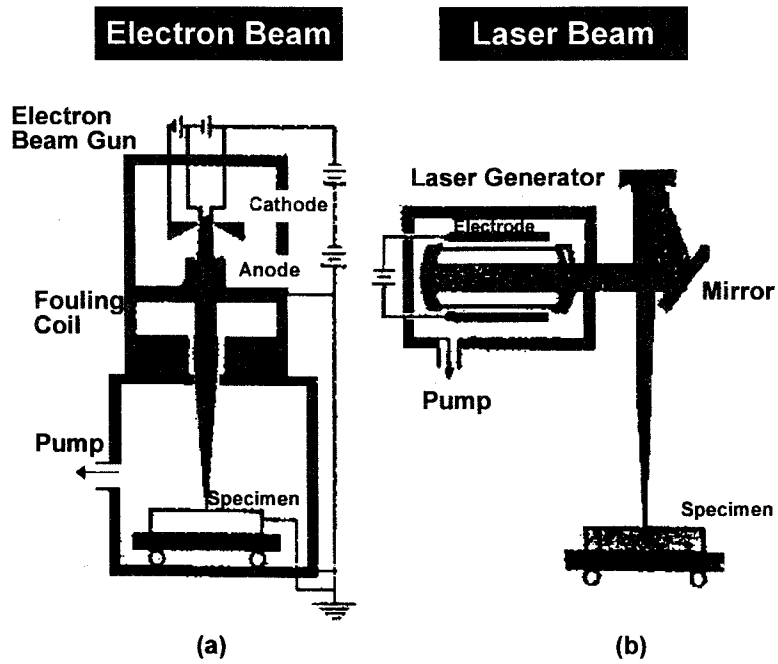 Electron Beam
Laser Beam
Electron
Beam Gun
Cathode
Anode
Fouling
Coil
Pump
Specimen
(a)
Laser Generator
Electrode
Mirror
Pump
Specimen
(b)